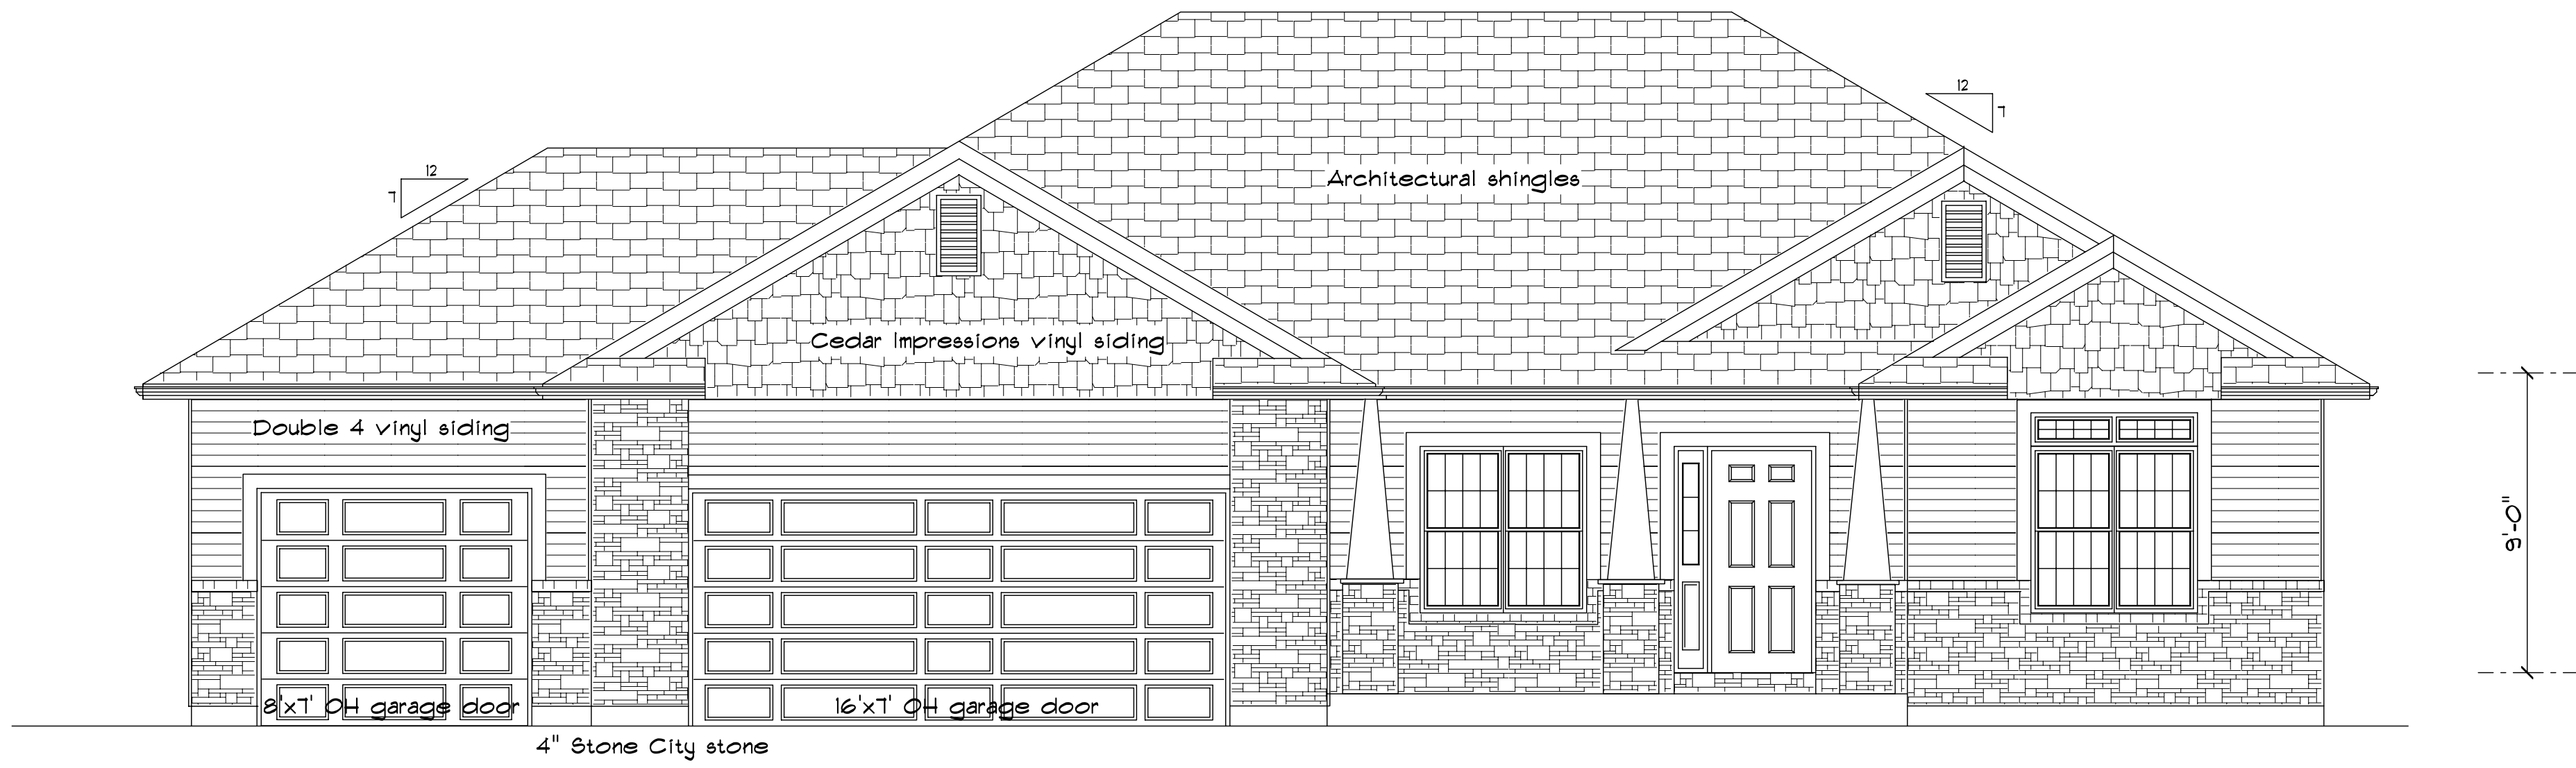 12
7
12
7
Architectural shingles
Cedar Impressions vinyl siding
Double 4 vinyl siding
9'-0"
8'x7' OH garage door
16'x7' OH garage door
4" Stone City stone